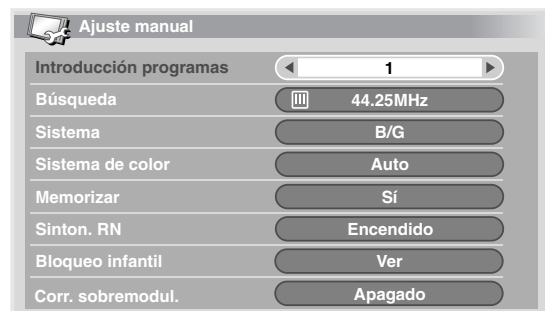 Ajuste manual
Introducción programas 1
Búsqueda 44.25MHz
Sistema B/G
Sistema de color Auto
Memorizar Sí
Sinton. RN Encendido
Bloqueo infantil Ver
Corr. sobremodul. Apagado